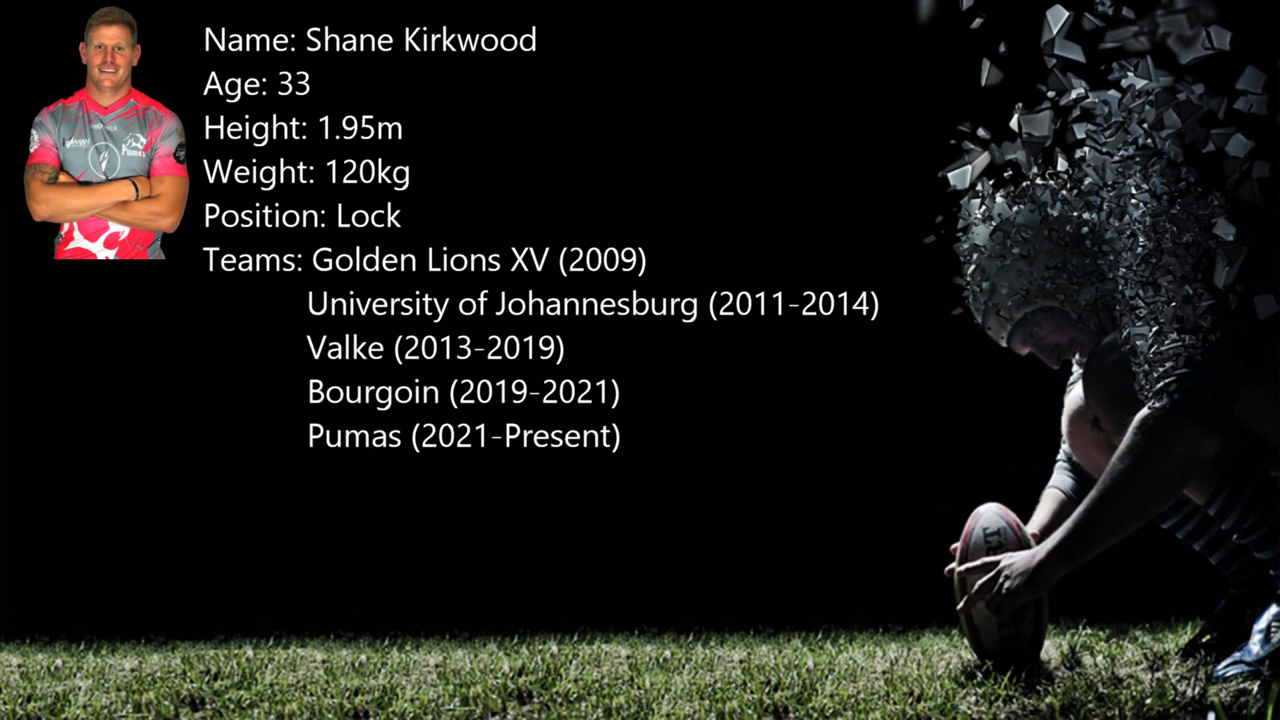 Name: Shane Kirkwood
Age: 33
Height: 1.95m
Weight: 120kg
Position: Lock
Teams: Golden Lions XV (2009)
University of Johannesburg (2011-2014)
Valke (2013-2019)
Bourgoin (2019-2021)
Pumas (2021-Present)
Pumas